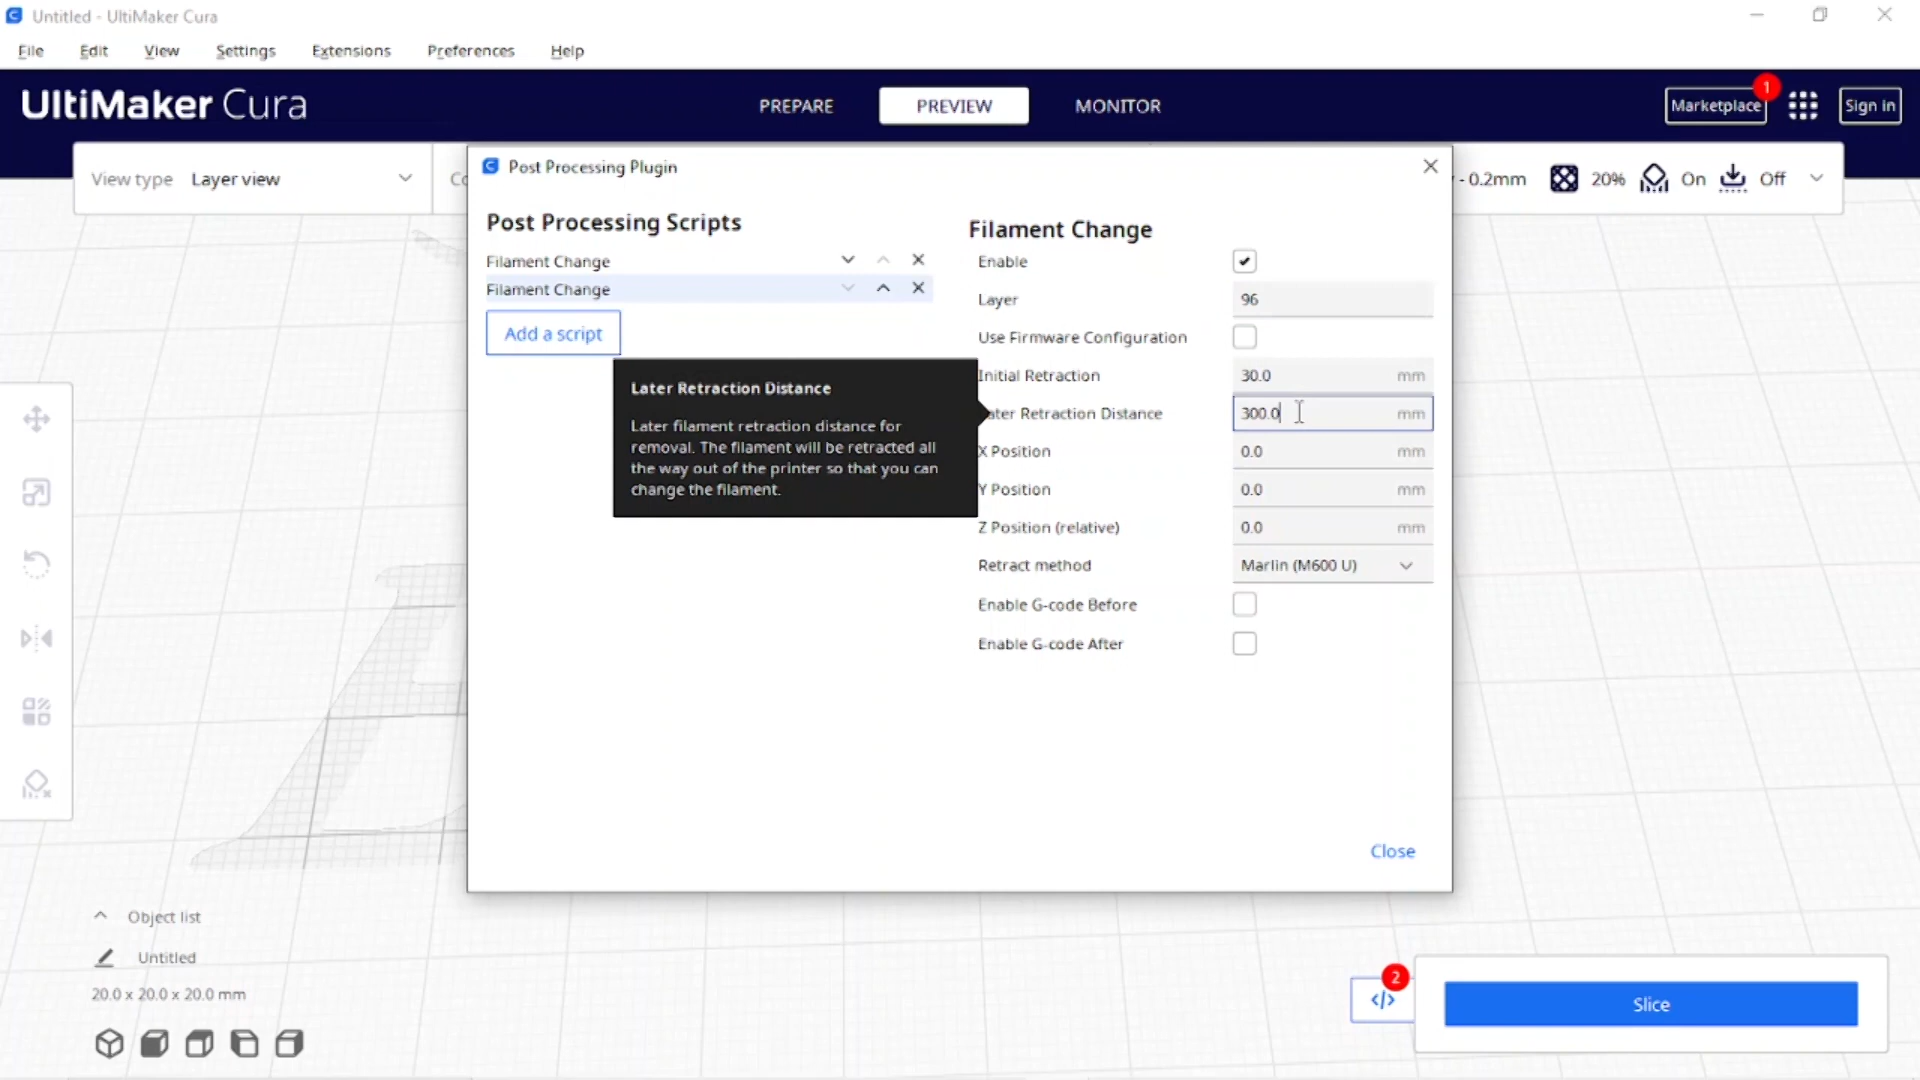 Untitled - UltiMaker Cura
File Edit View Settings Extensions Preferences Help
UltiMaker Cura
PREPARE PREVIEW MONITOR
Marketplace 1 Sign in
View type Layer view
Post Processing Plugin
- 0.2mm 20% On Off
Post Processing Scripts
Filament Change
Filament Change
Add a script
Filament Change
Enable
Layer 96
Use Firmware Configuration
Initial Retraction 30.0 mm
Later Retraction Distance
Later filament retraction distance for
removal. The filament will be retracted all
the way out of the printer so that you can
change the filament.
ater Retraction Distance 300.0 mm
X Position 0.0 mm
Y Position 0.0 mm
Z Position (relative) 0.0 mm
Retract method Marlin (M600 U)
Enable G-code Before
Enable G-code After
Close
Object list
Untitled
20.0 x 20.0 x 20.0 mm
</> 2
Slice